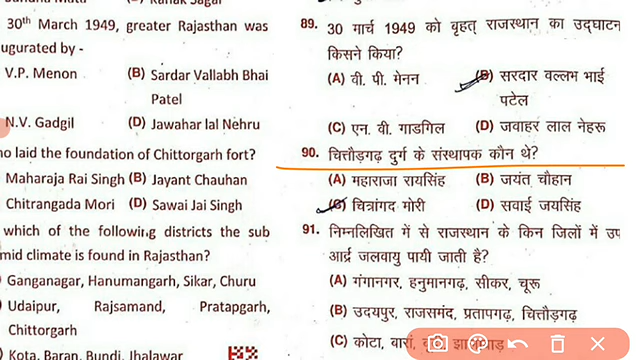 30th March 1949, greater Rajasthan was
ugurated by -
V.P. Menon (B) Sardar Vallabh Bhai
Patel
N.V. Gadgil (D) Jawahar lal Nehru
laid the foundation of Chittorgarh fort?
Maharaja Rai Singh (B) Jayant Chauhan
Chitrangada Mori (D) Sawai Jai Singh
which of the following districts the sub
mid climate is found in Rajasthan?
Ganganagar, Hanumangarh, Sikar, Churu
Udaipur, Rajsamand, Pratapgarh,
Chittorgarh
Kota, Baran, Bundi, Jhalawar
89. 30 मार्च 1949 को वृहत् राजस्थान का उद्घाटन
किसने किया?
(A) वी. पी. मेनन (B) सरदार वल्लभ भाई
पटेल
(C) एन. वी. गाडगिल (D) जवाहर लाल नेहरू
90. चित्तौड़गढ़ दुर्ग के संस्थापक कौन थे?
(A) महाराजा रायसिंह (B) जयंत चौहान
(C) चित्रांगद मोरी (D) सवाई जयसिंह
91. निम्नलिखित में से राजस्थान के किन जिलों में उप
आर्द्र जलवायु पायी जाती है?
(A) गंगानगर, हनुमानगढ़, सीकर, चूरू
(B) उदयपुर, राजसमंद, प्रतापगढ़, चित्तौड़गढ़
(C) कोटा, बारां,